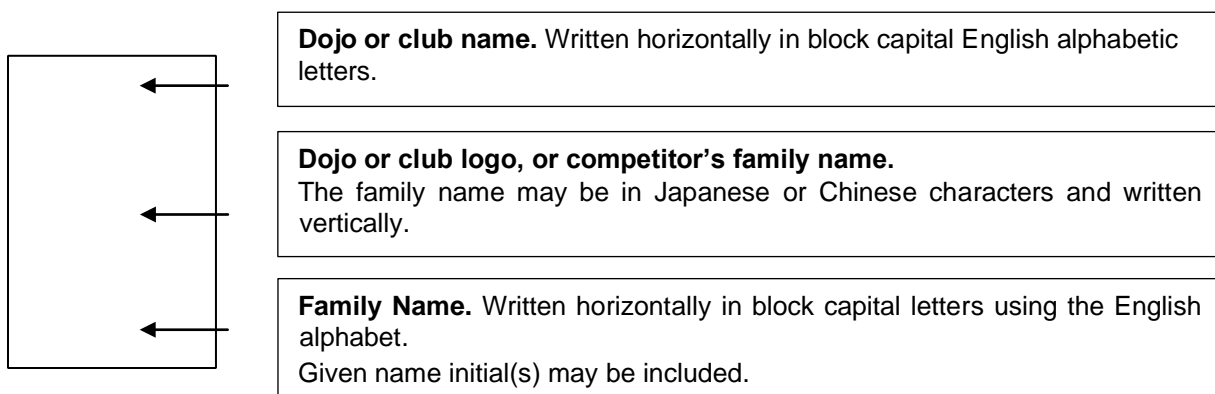 Dojo or club name. Written horizontally in block capital English alphabetic
letters.
Dojo or club logo, or competitor’s family name.
The family name may be in Japanese or Chinese characters and written
vertically.
Family Name. Written horizontally in block capital letters using the English
alphabet.
Given name initial(s) may be included.